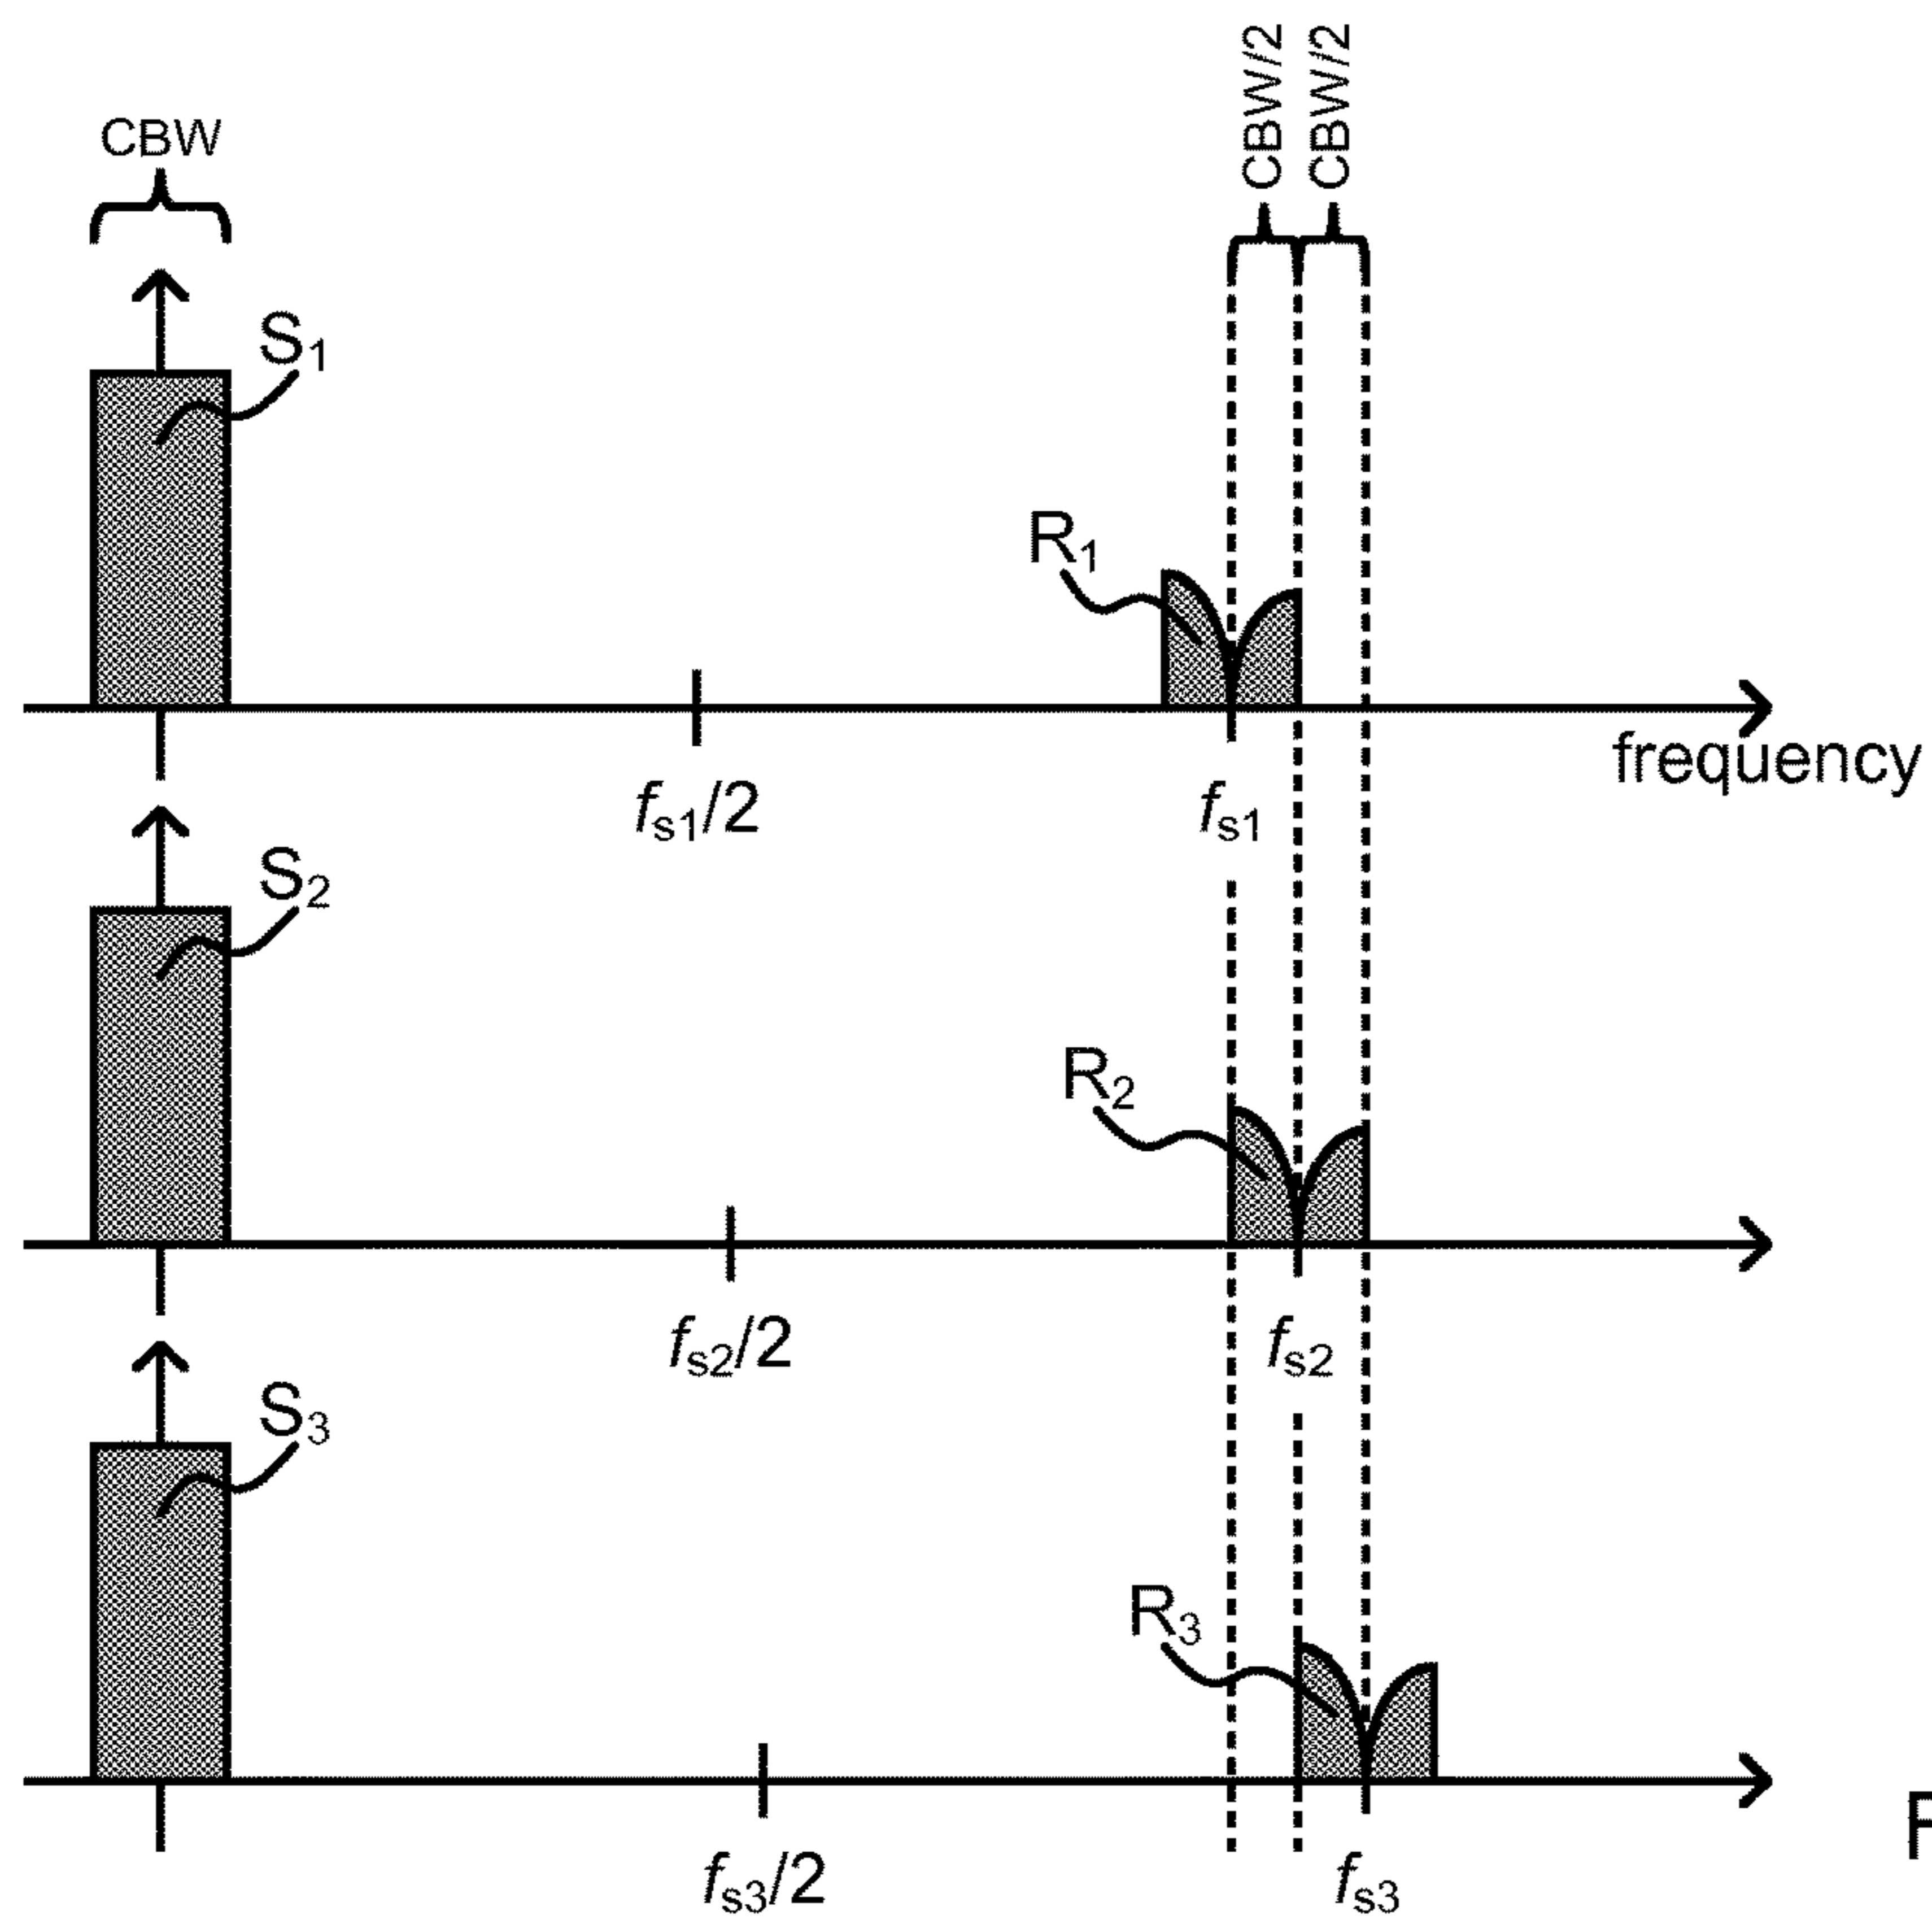 CBW/2
CBW/2
CBW
S₁
R₁
frequency
fₛ₁/2
fₛ₁
S₂
R₂
fₛ₂/2
fₛ₂
S₃
R₃
fₛ₃/2
fₛ₃